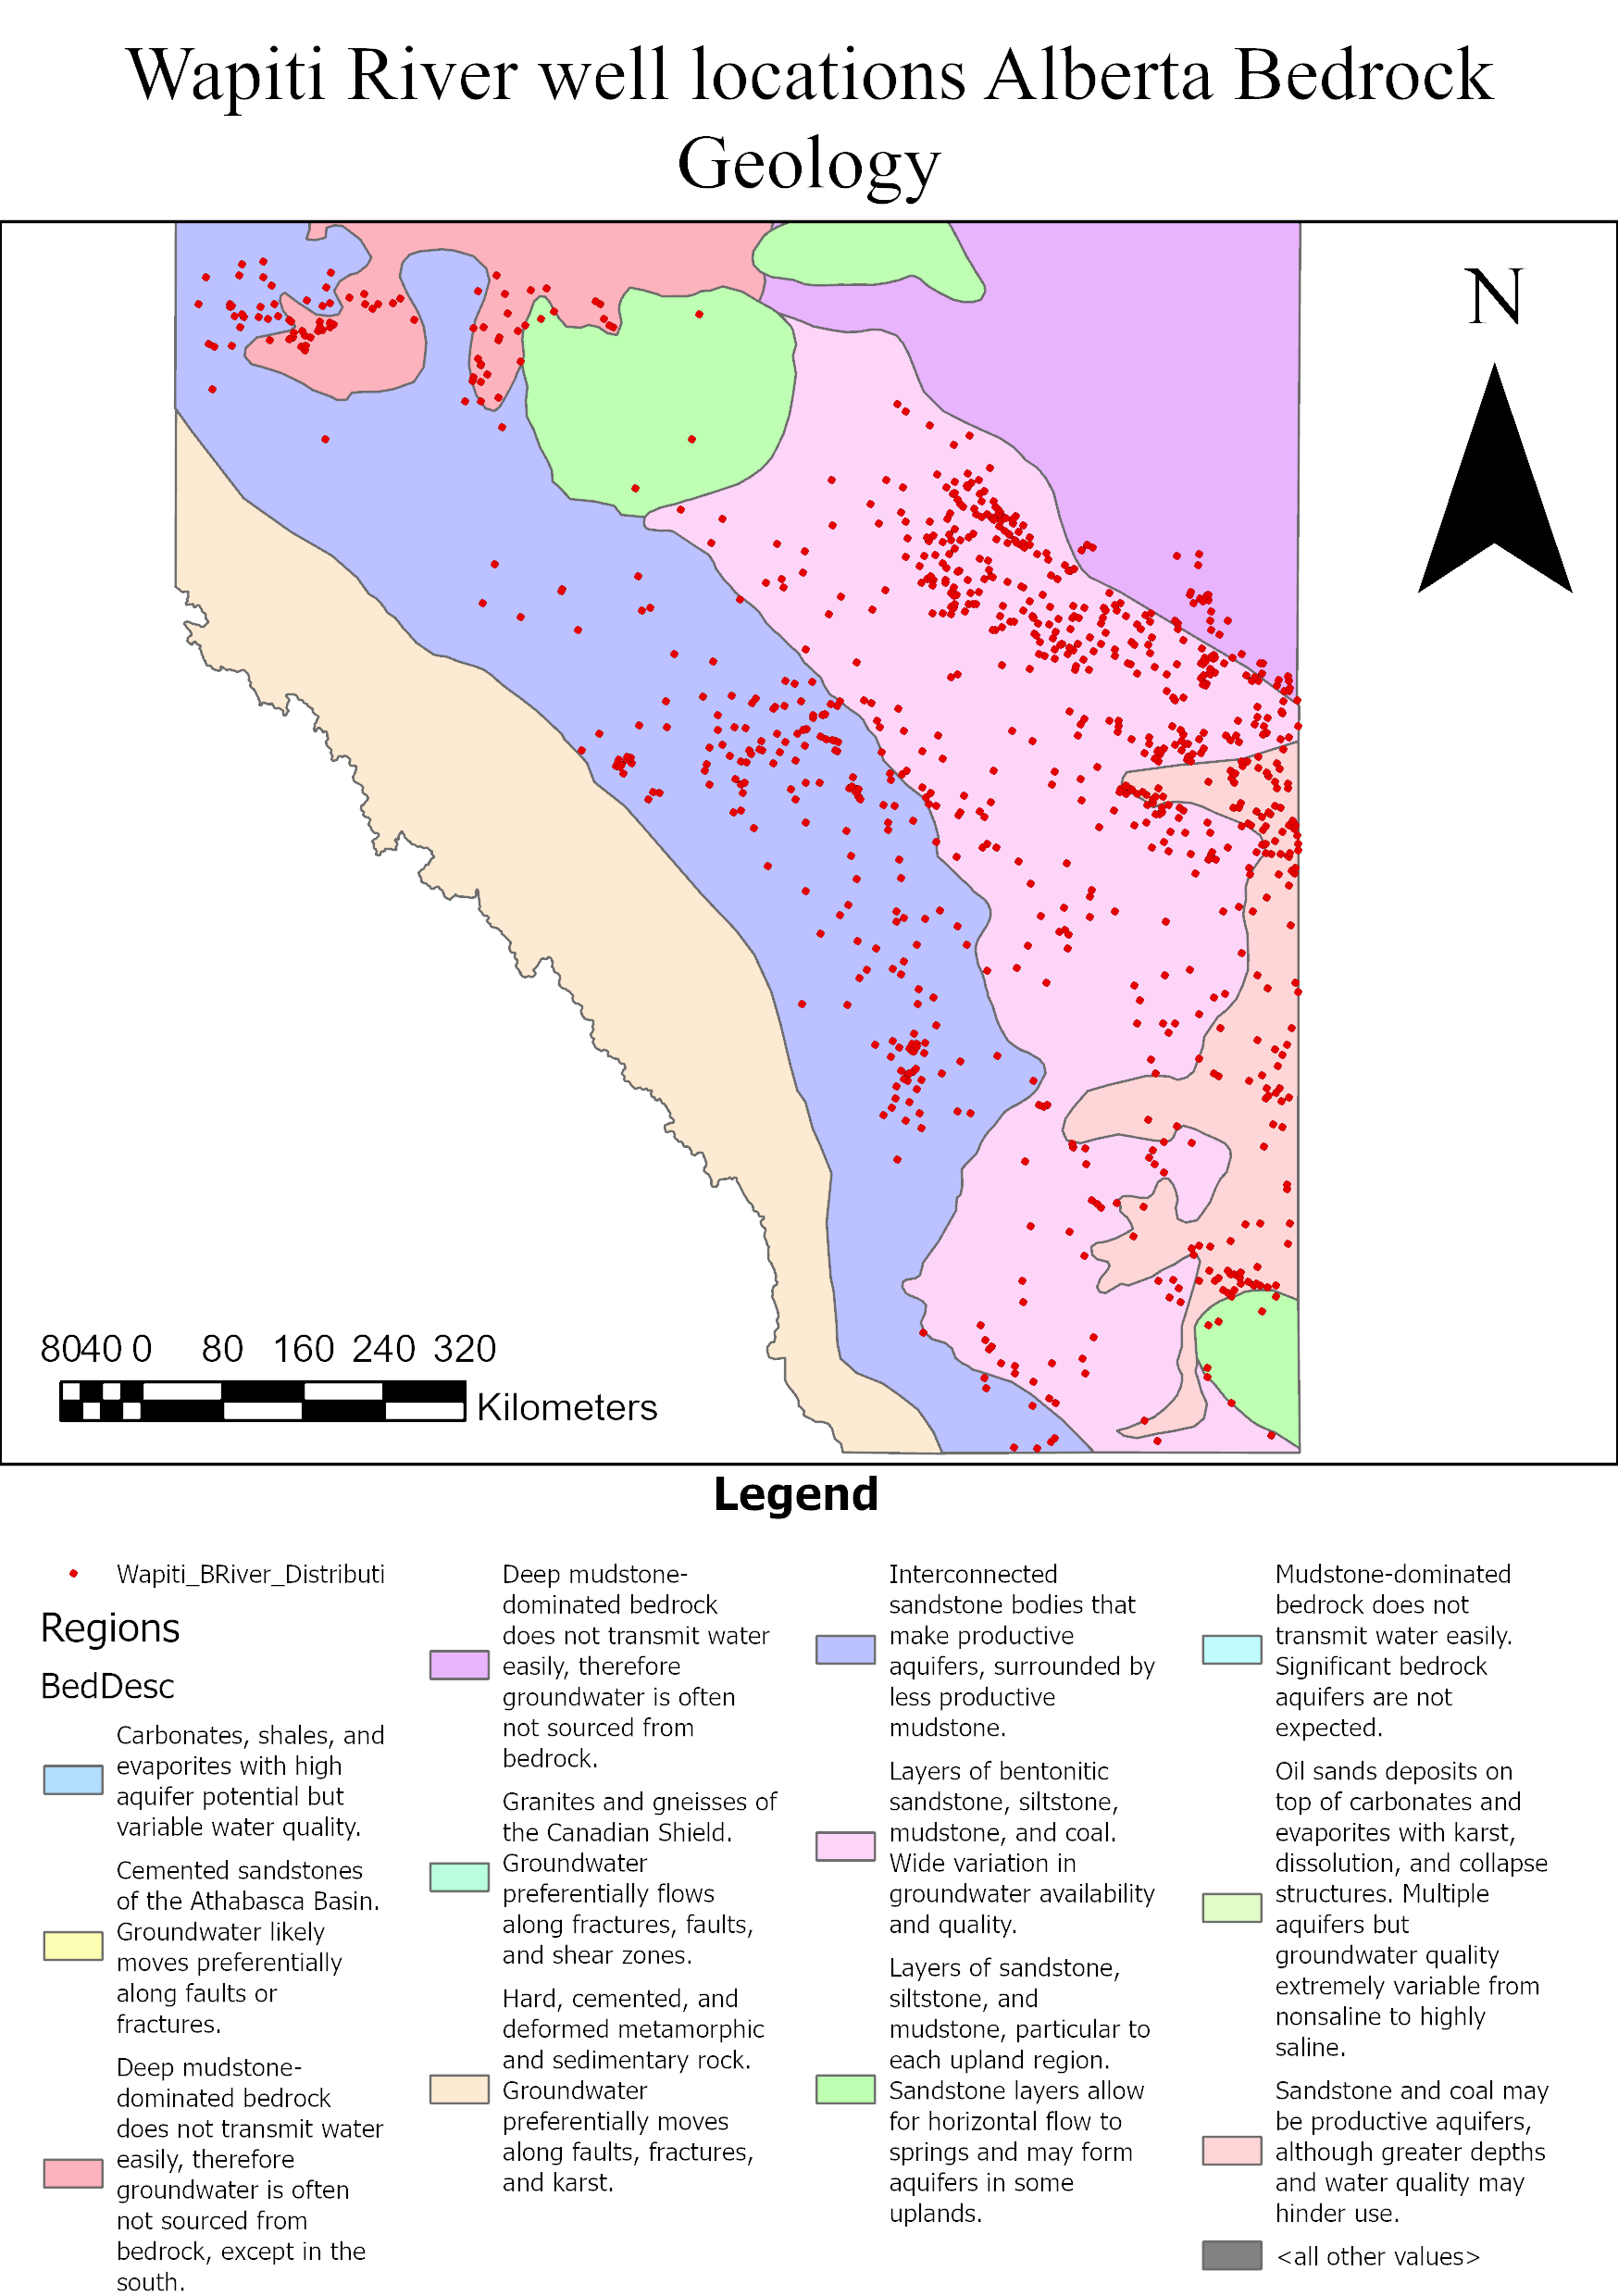 Wapiti River well locations Alberta Bedrock
Geology
N
8040 0 80 160 240 320
Kilometers
Legend
Wapiti_BRiver_Distributi
Regions
BedDesc
Carbonates, shales, and
evaporites with high
aquifer potential but
variable water quality.
Cemented sandstones
of the Athabasca Basin.
Groundwater likely
moves preferentially
along faults or
fractures.
Deep mudstone-
dominated bedrock
does not transmit water
easily, therefore
groundwater is often
not sourced from
bedrock, except in the
south.
Deep mudstone-
dominated bedrock
does not transmit water
easily, therefore
groundwater is often
not sourced from
bedrock.
Granites and gneisses of
the Canadian Shield.
Groundwater
preferentially flows
along fractures, faults,
and shear zones.
Hard, cemented, and
deformed metamorphic
and sedimentary rock.
Groundwater
preferentially moves
along faults, fractures,
and karst.
Interconnected
sandstone bodies that
make productive
aquifers, surrounded by
less productive
mudstone.
Layers of bentonitic
sandstone, siltstone,
mudstone, and coal.
Wide variation in
groundwater availability
and quality.
Layers of sandstone,
siltstone, and
mudstone, particular to
each upland region.
Sandstone layers allow
for horizontal flow to
springs and may form
aquifers in some
uplands.
Mudstone-dominated
bedrock does not
transmit water easily.
Significant bedrock
aquifers are not
expected.
Oil sands deposits on
top of carbonates and
evaporites with karst,
dissolution, and collapse
structures. Multiple
aquifers but
groundwater quality
extremely variable from
nonsaline to highly
saline.
Sandstone and coal may
be productive aquifers,
although greater depths
and water quality may
hinder use.
<all other values>